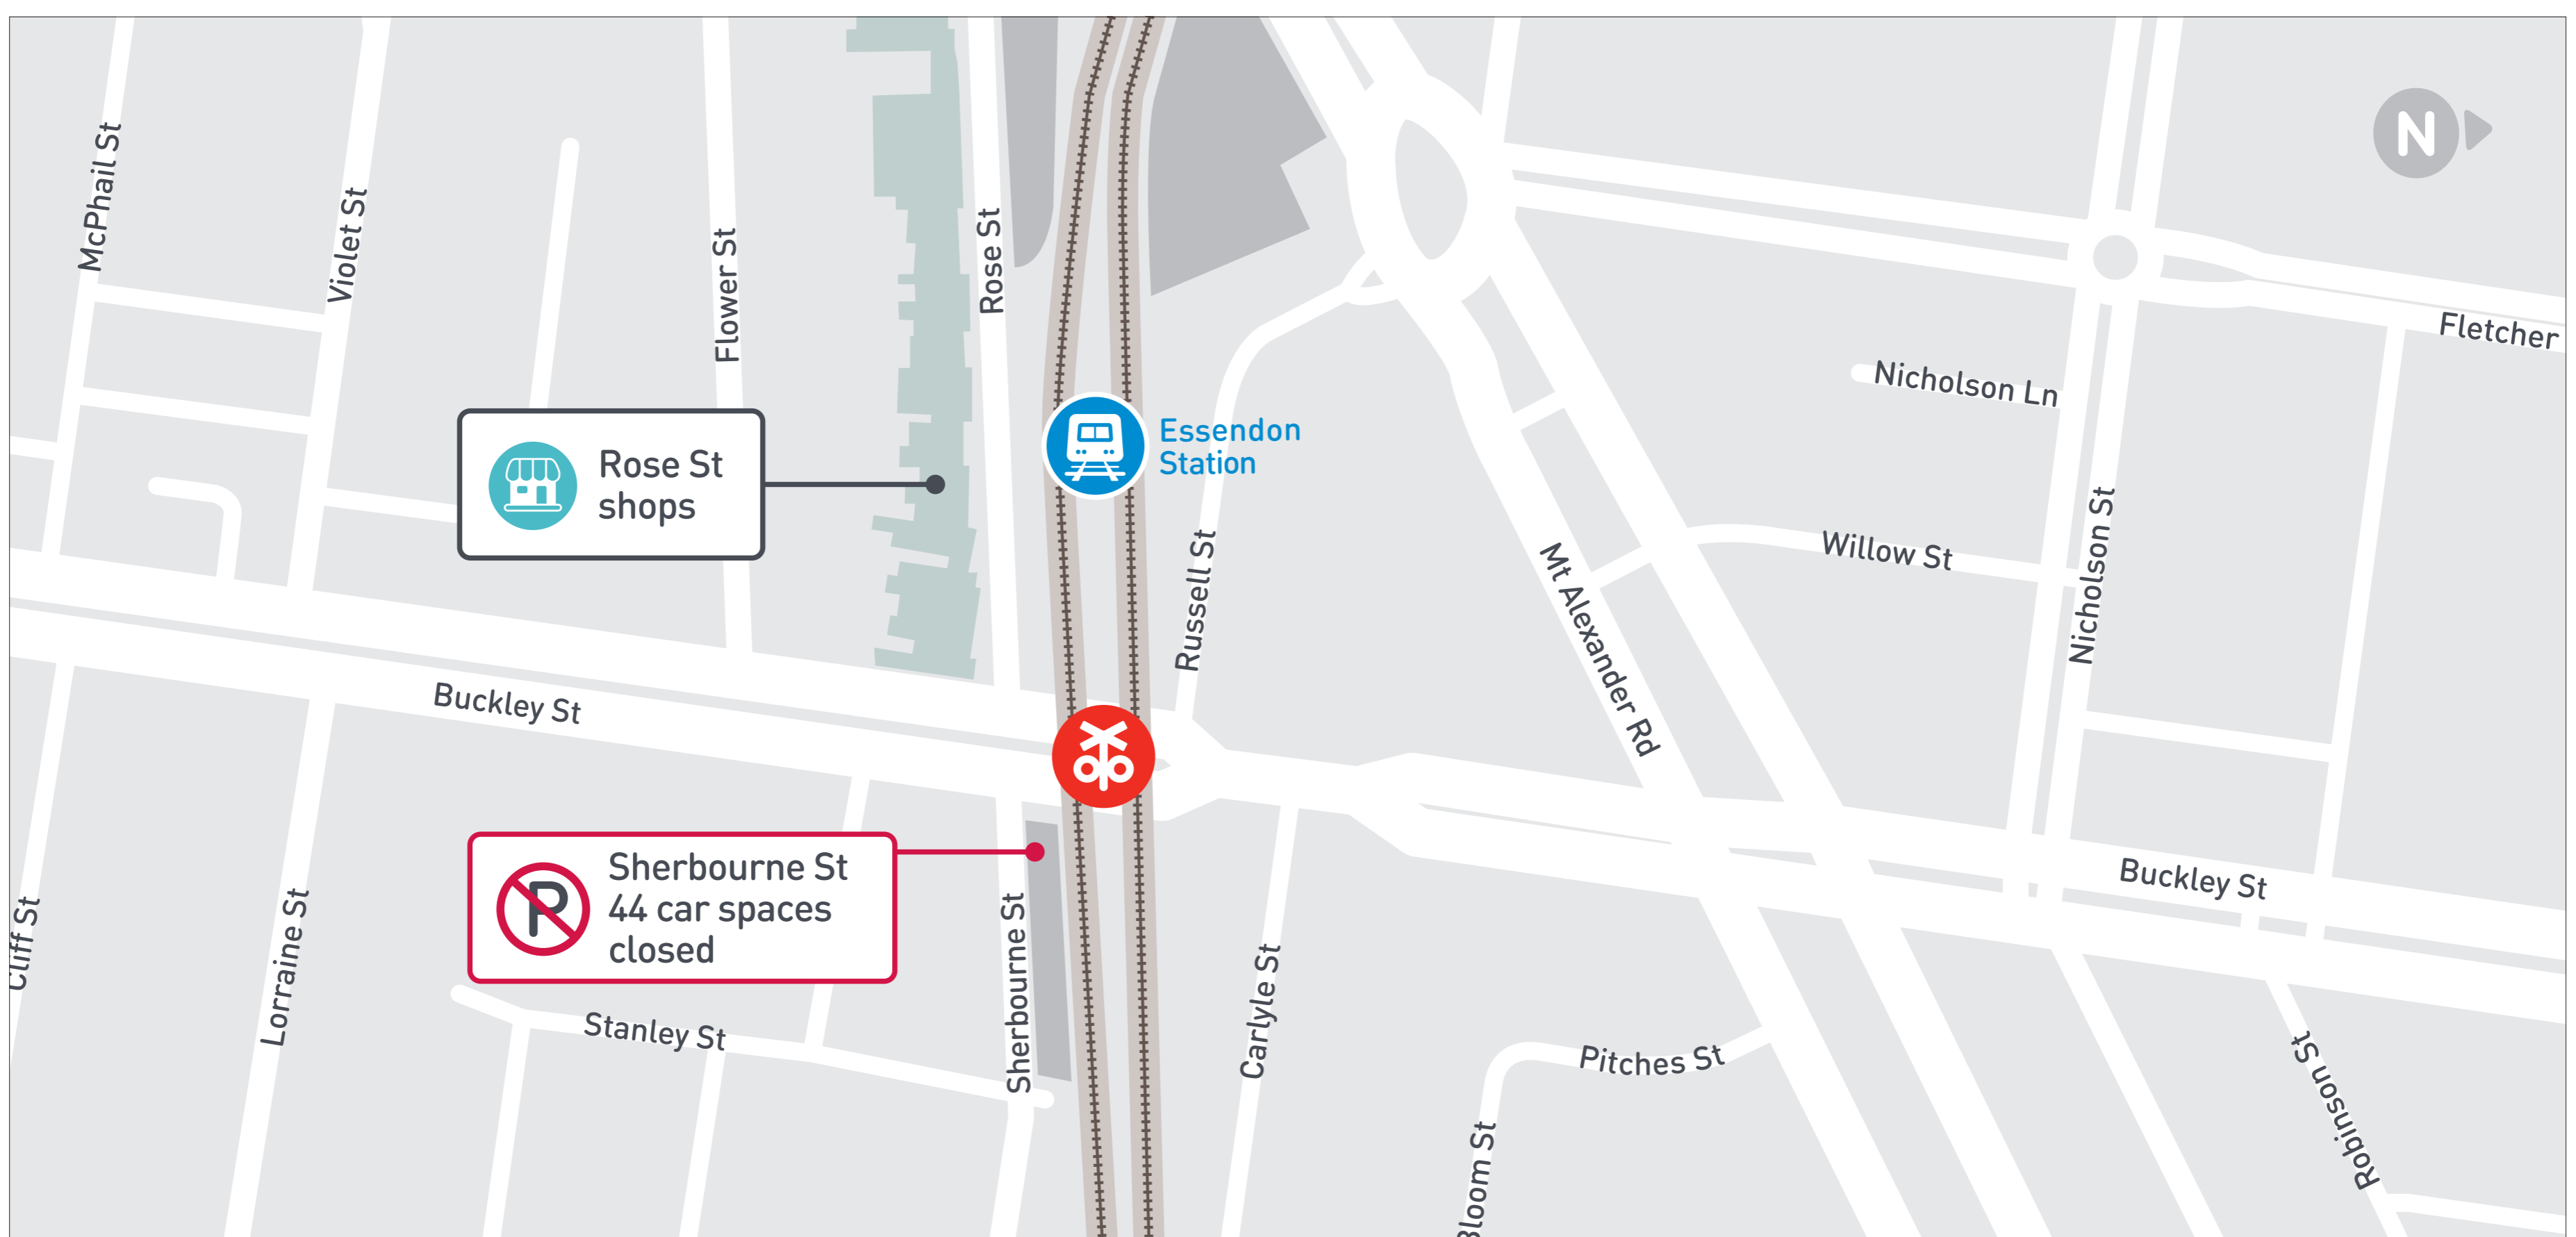 McPhail St
Violet St
Flower St
Rose St
N
Fletcher
Nicholson Ln
Essendon
Station
Rose St
shops
Willow St
Nicholson St
Russell St
Mt Alexander Rd
Buckley St
Buckley St
P
Sherbourne St
44 car spaces
closed
Cliff St
Lorraine St
Stanley St
Sherbourne St
Carlyle St
Pitches St
Bloom St
Robinson St